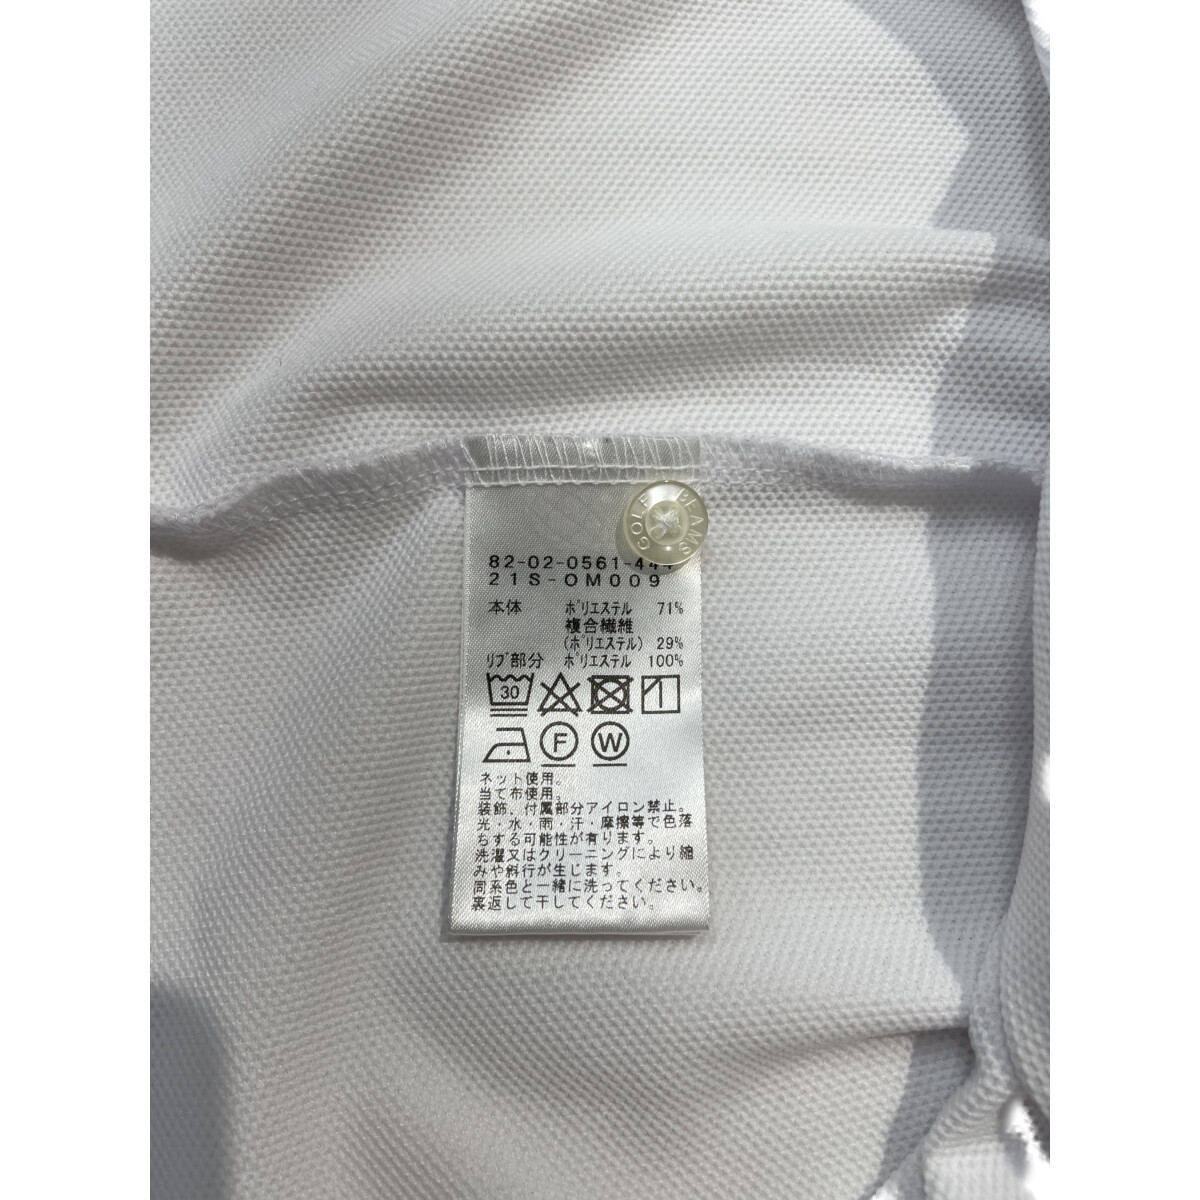 BEAMS GOLF
82-02-0561-444
21S-OM009
本体 ポリエステル 71%
複合繊維
(ポリエステル) 29%
リブ部分 ポリエステル 100%
30
F W
ネット使用。
当て布使用。
装飾、付属部分アイロン禁止。
光・水・雨・汗・摩擦等で色落
ちする可能性が有ります。
洗濯又はクリーニングにより縮
みや斜行が生じます。
同系色と一緒に洗ってください。
裏返して干してください。